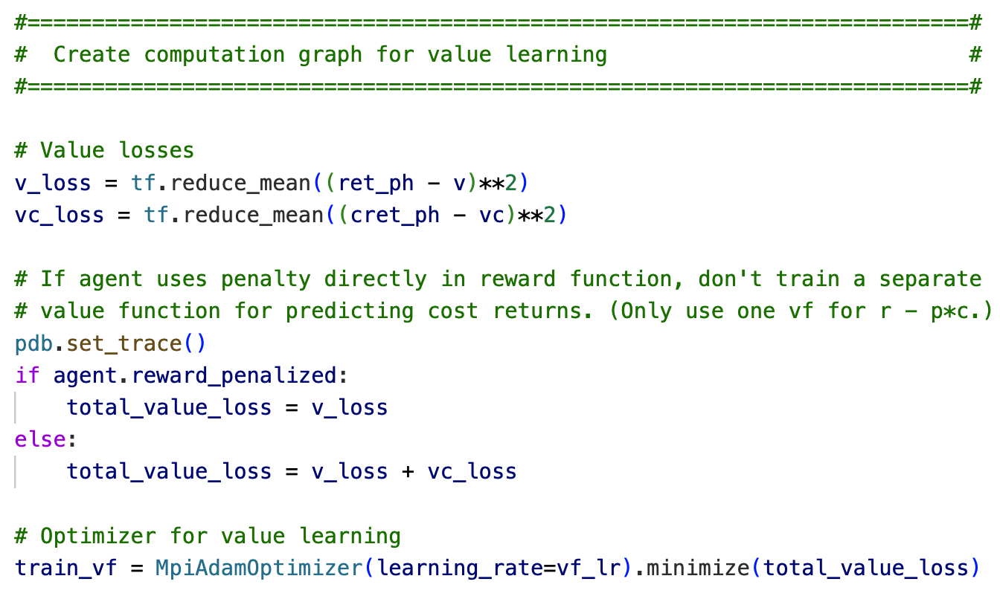 #=========================================================================#
#  Create computation graph for value learning                            #
#=========================================================================#

# Value losses
v_loss = tf.reduce_mean((ret_ph - v)**2)
vc_loss = tf.reduce_mean((cret_ph - vc)**2)

# If agent uses penalty directly in reward function, don't train a separate
# value function for predicting cost returns. (Only use one vf for r - p*c.)
pdb.set_trace()
if agent.reward_penalized:
    total_value_loss = v_loss
else:
    total_value_loss = v_loss + vc_loss

# Optimizer for value learning
train_vf = MpiAdamOptimizer(learning_rate=vf_lr).minimize(total_value_loss)